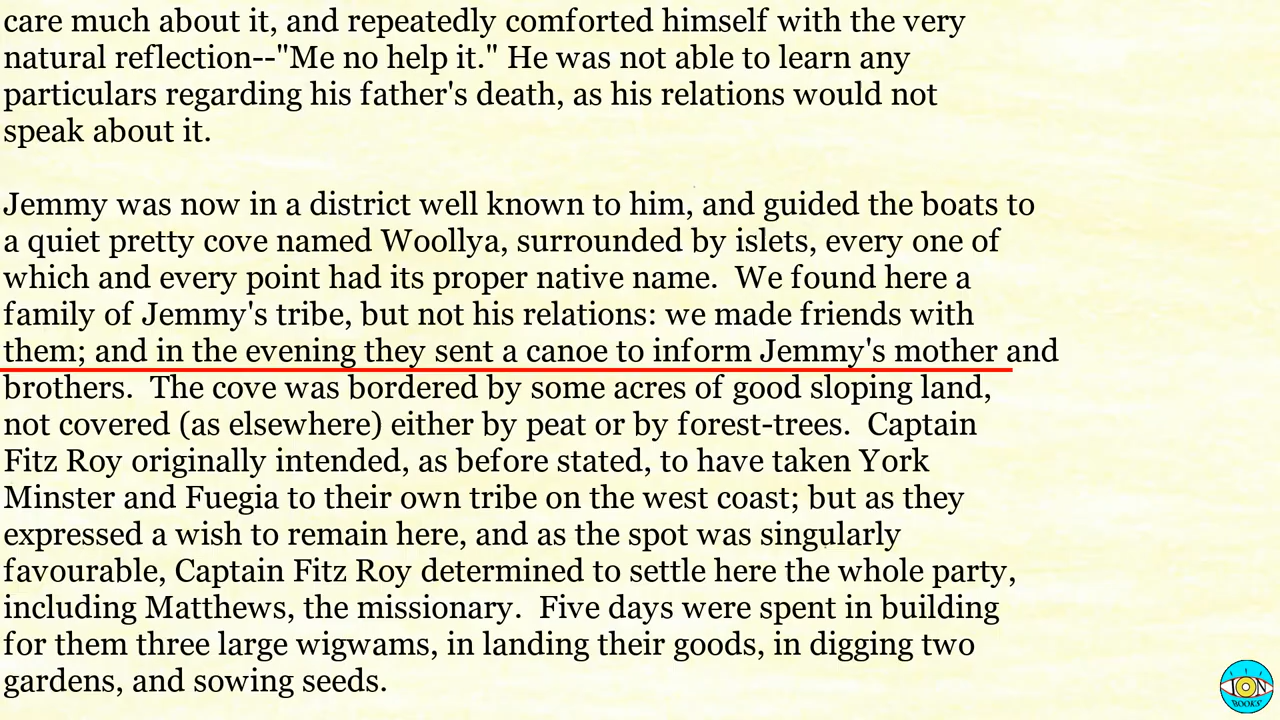 care much about it, and repeatedly comforted himself with the very
natural reflection--"Me no help it." He was not able to learn any
particulars regarding his father's death, as his relations would not
speak about it.
Jemmy was now in a district well known to him, and guided the boats to
a quiet pretty cove named Woollya, surrounded by islets, every one of
which and every point had its proper native name.  We found here a
family of Jemmy's tribe, but not his relations: we made friends with
them; and in the evening they sent a canoe to inform Jemmy's mother and
brothers.  The cove was bordered by some acres of good sloping land,
not covered (as elsewhere) either by peat or by forest-trees.  Captain
Fitz Roy originally intended, as before stated, to have taken York
Minster and Fuegia to their own tribe on the west coast; but as they
expressed a wish to remain here, and as the spot was singularly
favourable, Captain Fitz Roy determined to settle here the whole party,
including Matthews, the missionary.  Five days were spent in building
for them three large wigwams, in landing their goods, in digging two
gardens, and sowing seeds.
ION
BOOKS